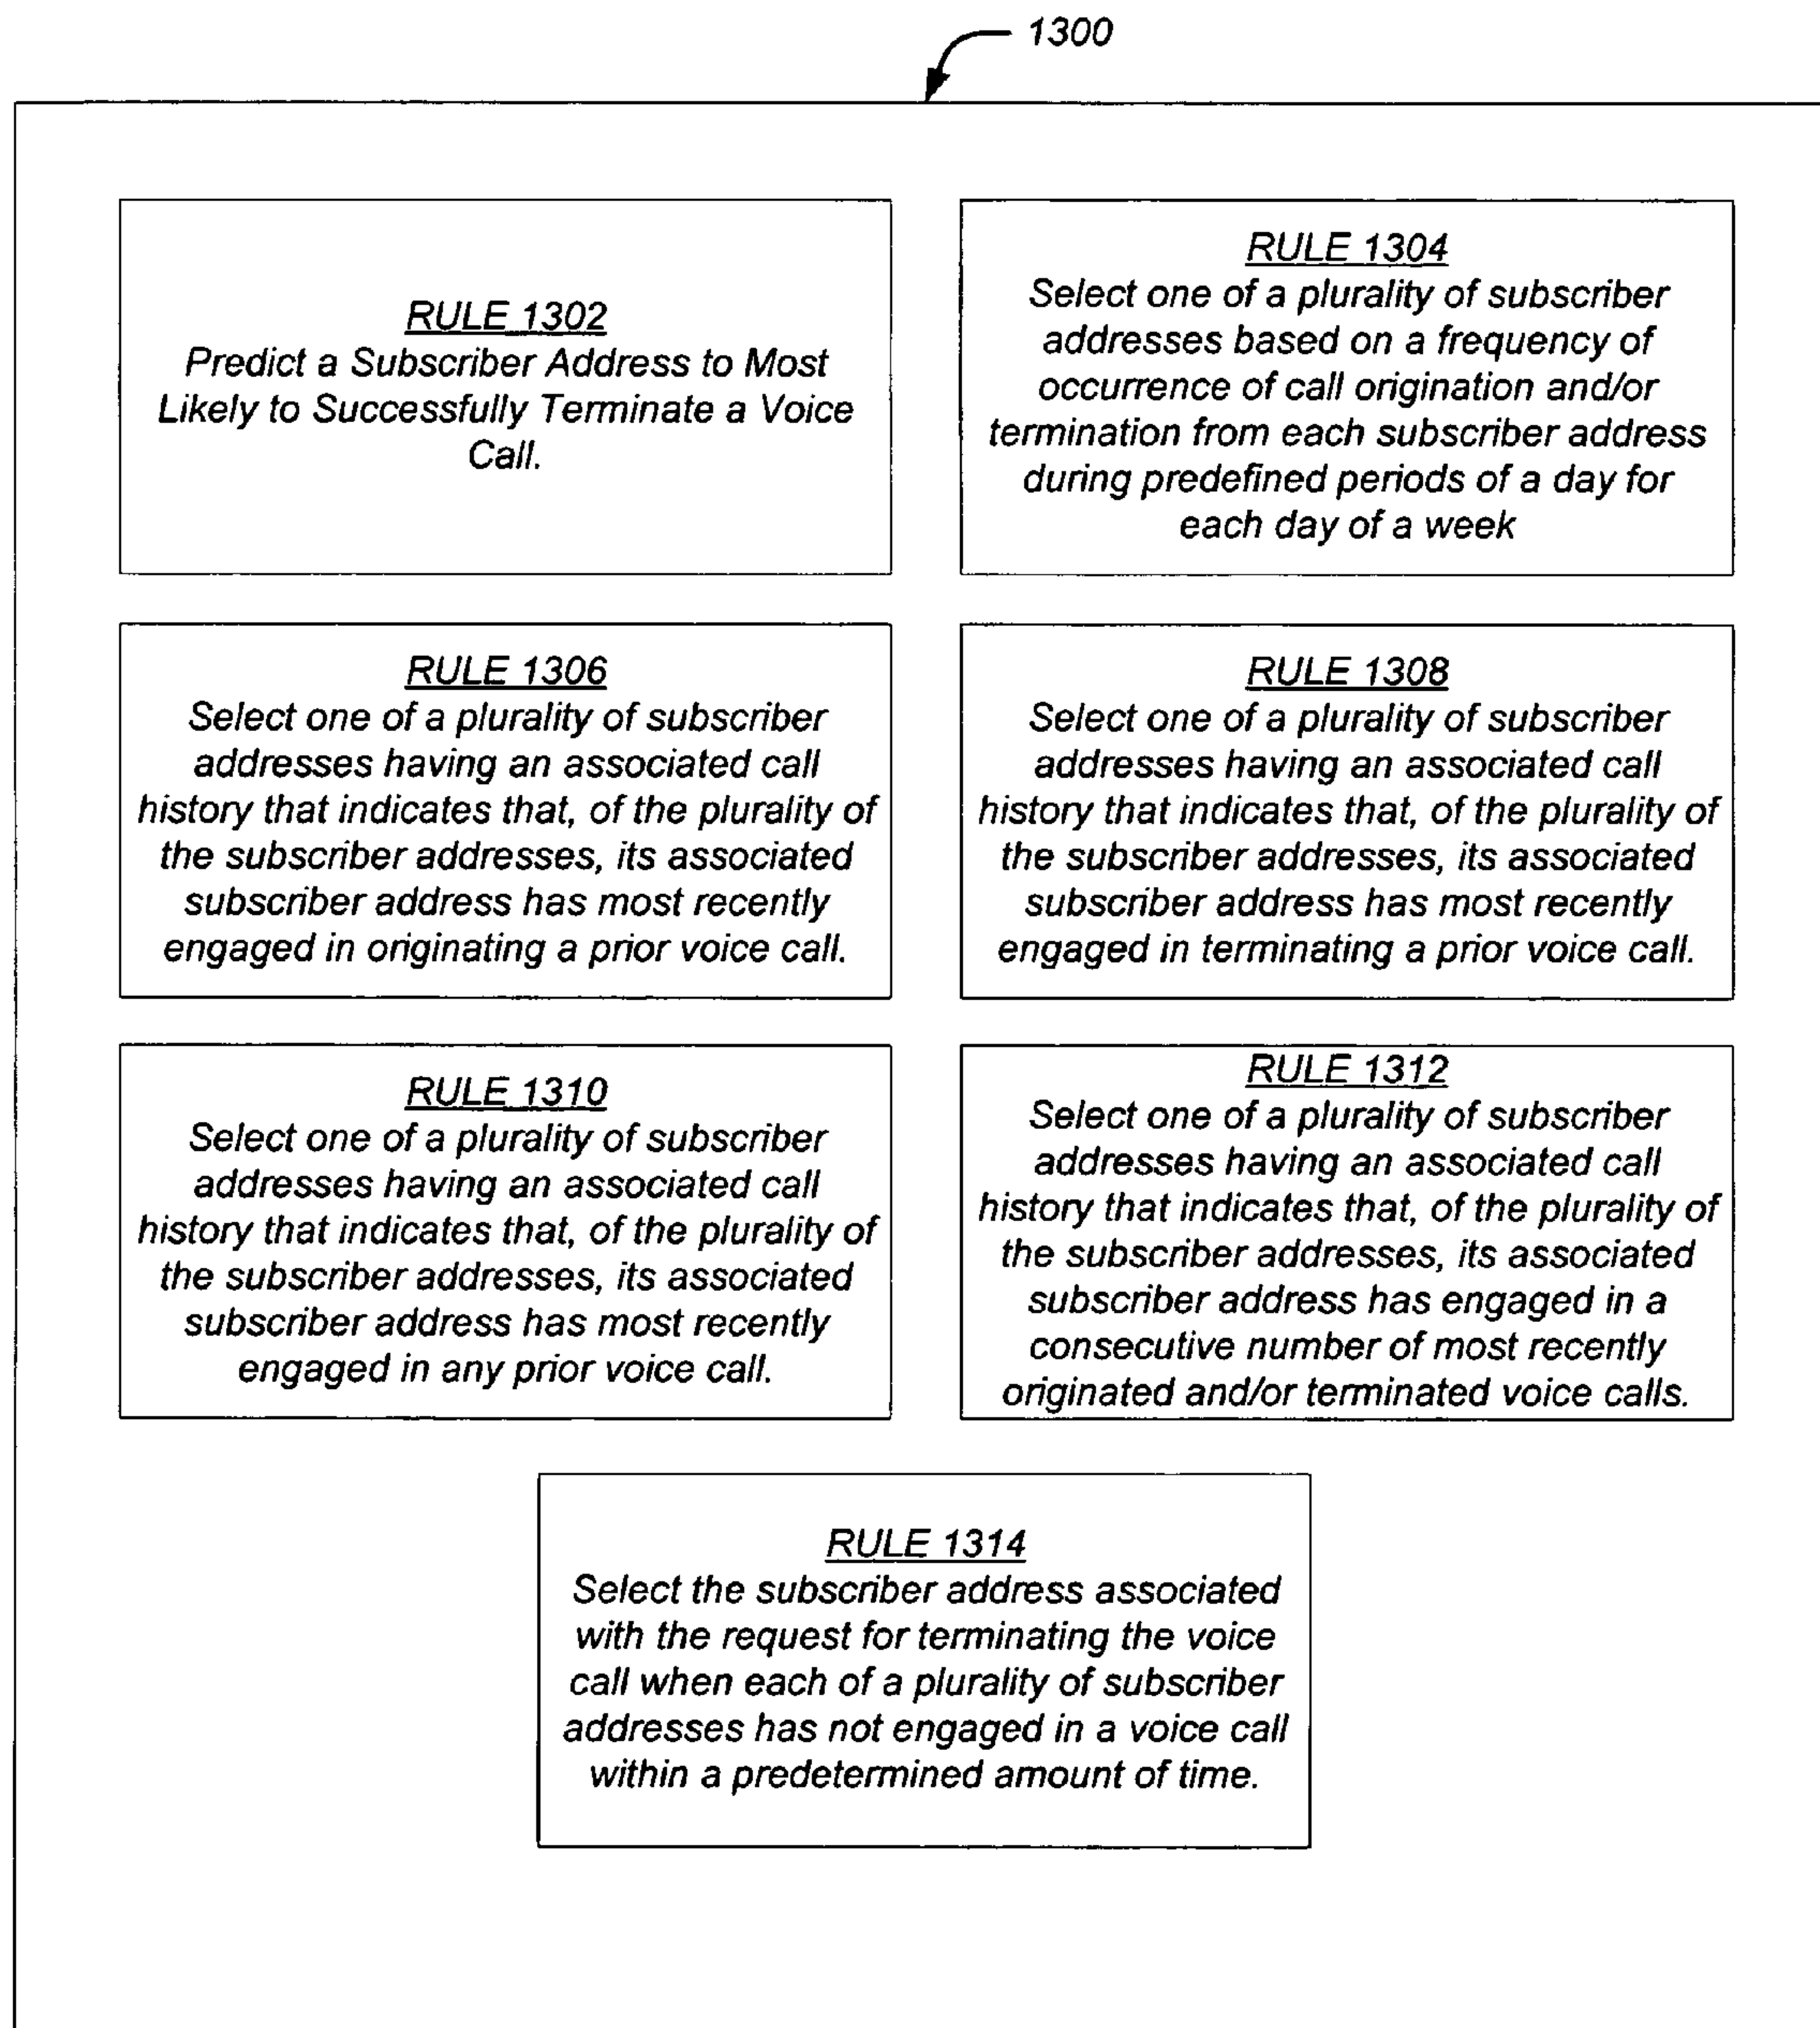 1300
RULE 1302
Predict a Subscriber Address to Most
Likely to Successfully Terminate a Voice
Call.
RULE 1304
Select one of a plurality of subscriber
addresses based on a frequency of
occurrence of call origination and/or
termination from each subscriber address
during predefined periods of a day for
each day of a week
RULE 1306
Select one of a plurality of subscriber
addresses having an associated call
history that indicates that, of the plurality of
the subscriber addresses, its associated
subscriber address has most recently
engaged in originating a prior voice call.
RULE 1308
Select one of a plurality of subscriber
addresses having an associated call
history that indicates that, of the plurality of
the subscriber addresses, its associated
subscriber address has most recently
engaged in terminating a prior voice call.
RULE 1310
Select one of a plurality of subscriber
addresses having an associated call
history that indicates that, of the plurality of
the subscriber addresses, its associated
subscriber address has most recently
engaged in any prior voice call.
RULE 1312
Select one of a plurality of subscriber
addresses having an associated call
history that indicates that, of the plurality of
the subscriber addresses, its associated
subscriber address has engaged in a
consecutive number of most recently
originated and/or terminated voice calls.
RULE 1314
Select the subscriber address associated
with the request for terminating the voice
call when each of a plurality of subscriber
addresses has not engaged in a voice call
within a predetermined amount of time.